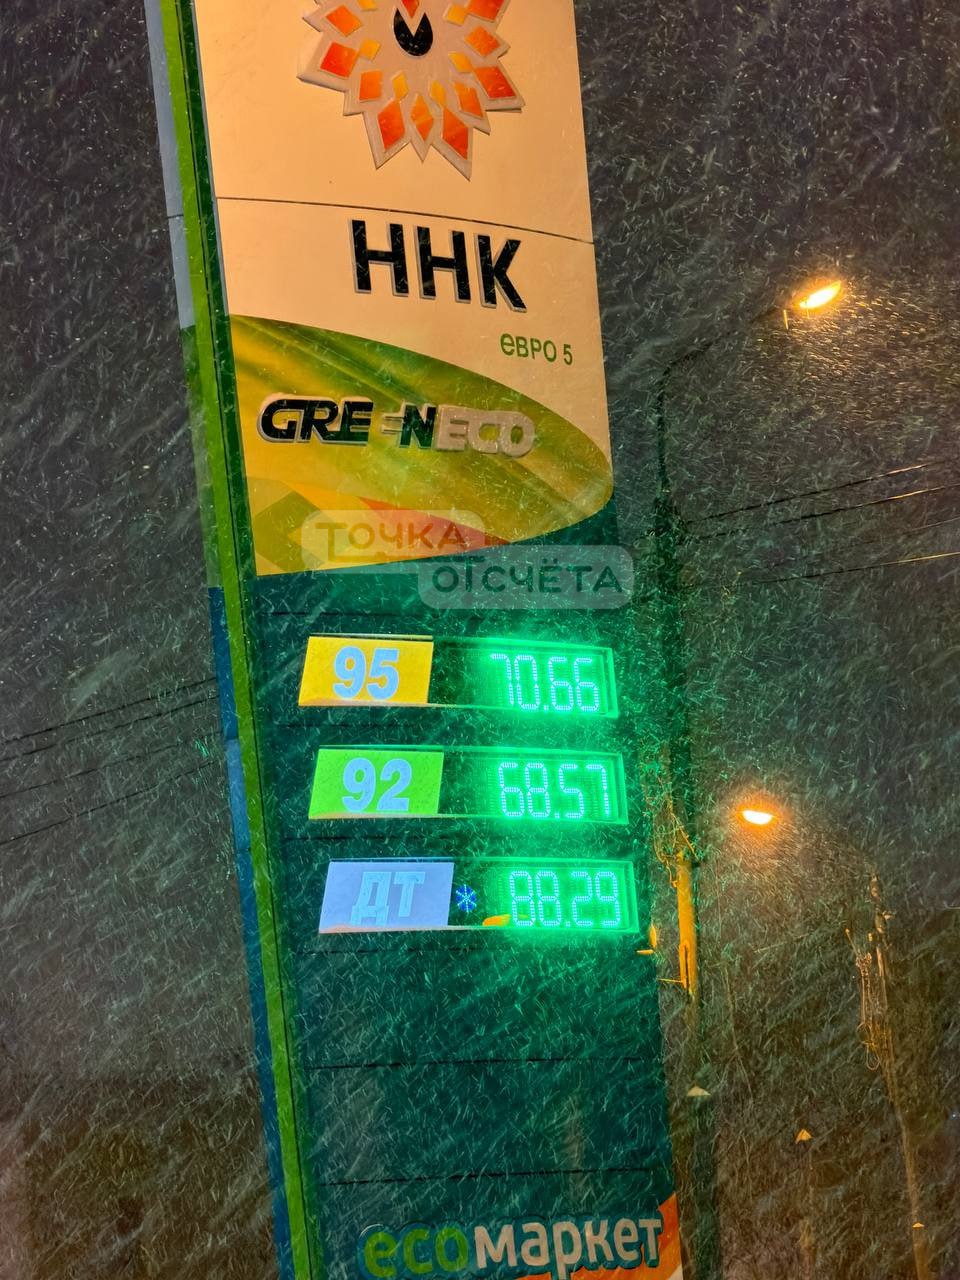 ННК
евро 5
GREENECO
ТОЧКА
ОТСЧЁТА
95 70.66
92 68.57
ДТ 88.29
ecoмаркет